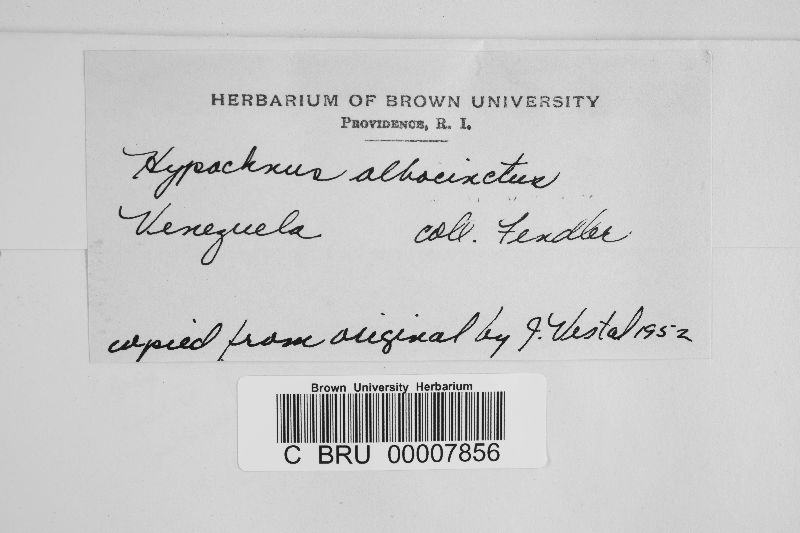 HERBARIUM OF BROWN UNIVERSITY
PROVIDENCE, R. I.
Hypochnus albocinctus
Venezuela coll. Fendler
copied from original by J. Vestal 1952
Brown University Herbarium
C BRU 00007856